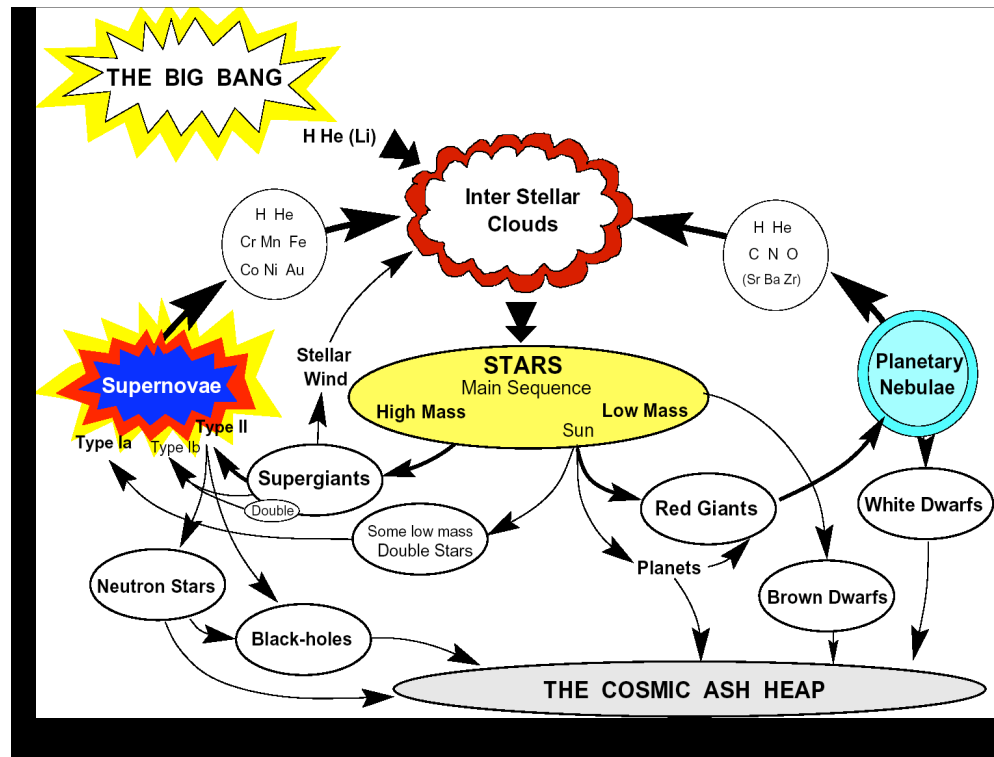 THE BIG BANG
H He (Li)
Inter Stellar
Clouds
H He
Cr Mn Fe
Co Ni Au
H He
C N O
(Sr Ba Zr)
Supernovae
Type Ia
Type Ib
Type II
Stellar
Wind
STARS
Main Sequence
High Mass
Low Mass
Sun
Planetary
Nebulae
Supergiants
Double
Some low mass
Double Stars
Red Giants
White Dwarfs
Planets
Neutron Stars
Brown Dwarfs
Black-holes
THE COSMIC ASH HEAP